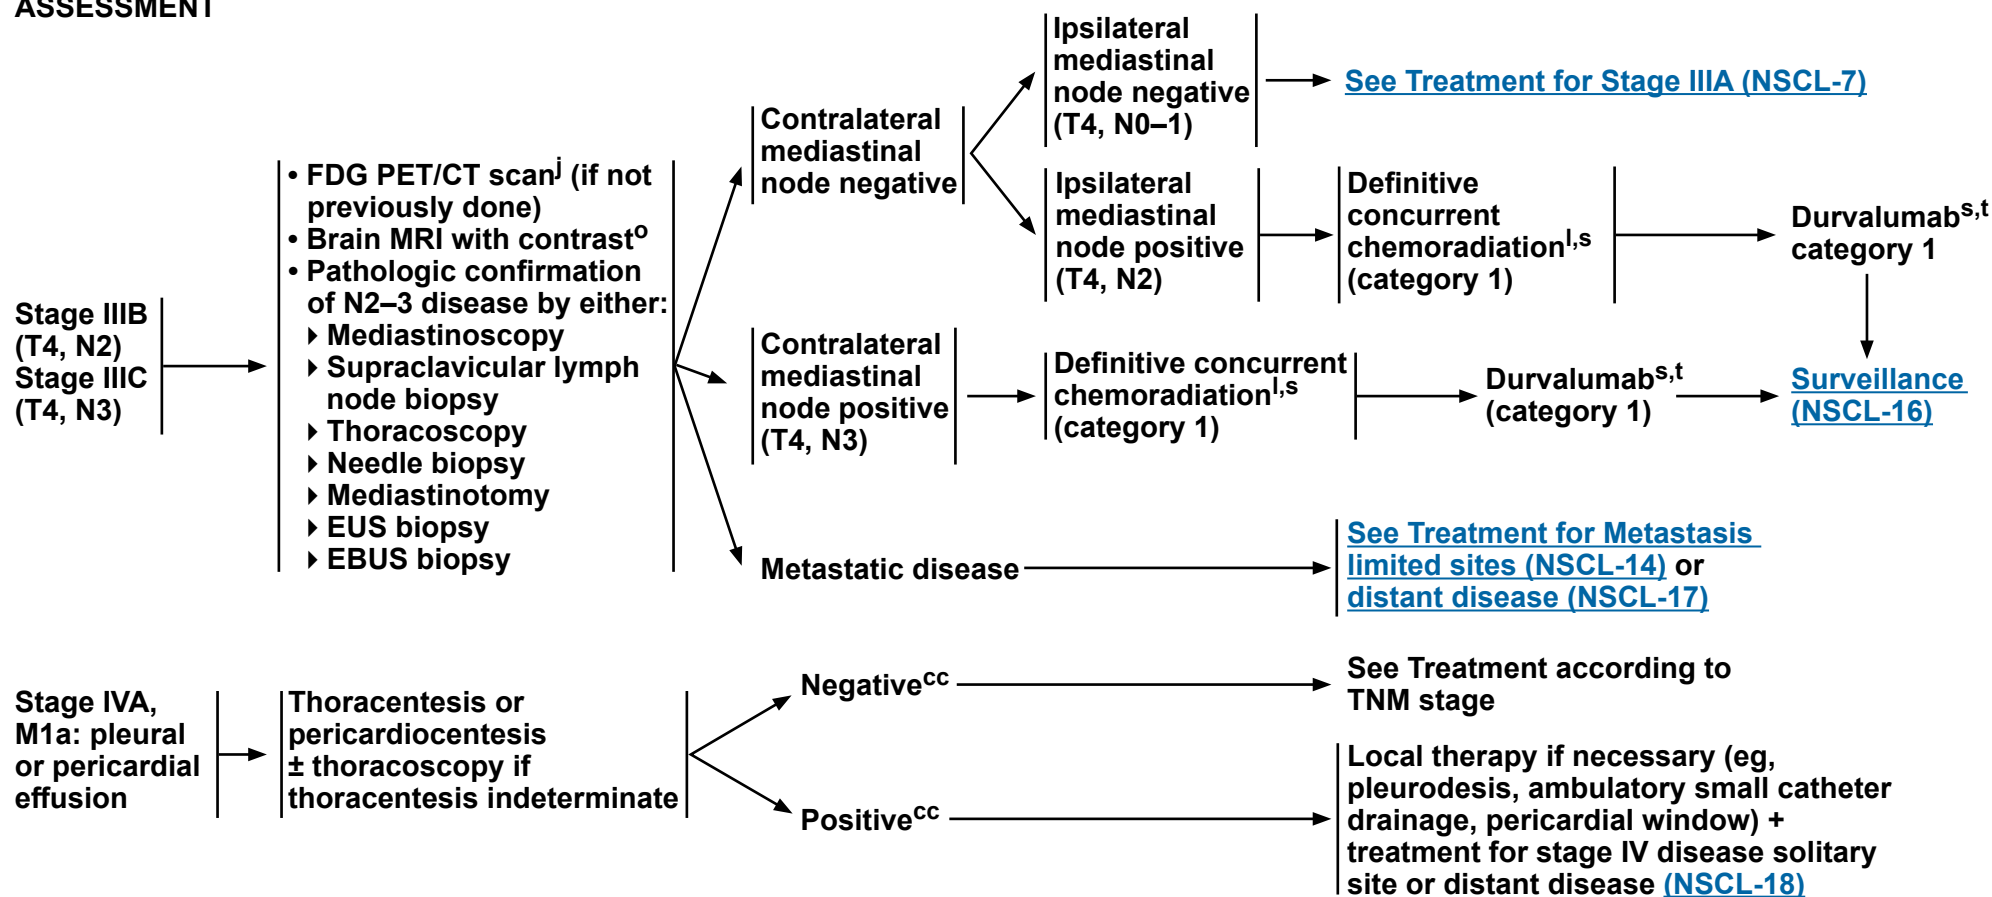 ASSESSMENT
Stage IIIB
(T4, N2)
Stage IIIC
(T4, N3)
• FDG PET/CT scanj (if not
previously done)
• Brain MRI with contrasto
• Pathologic confirmation
of N2–3 disease by either:
▸ Mediastinoscopy
▸ Supraclavicular lymph
node biopsy
▸ Thoracoscopy
▸ Needle biopsy
▸ Mediastinotomy
▸ EUS biopsy
▸ EBUS biopsy
Contralateral
mediastinal
node negative
Ipsilateral
mediastinal
node negative
(T4, N0–1)
See Treatment for Stage IIIA (NSCL-7)
Ipsilateral
mediastinal
node positive
(T4, N2)
Definitive
concurrent
chemoradiationl,s
(category 1)
Durvalumabs,t
category 1
Contralateral
mediastinal
node positive
(T4, N3)
Definitive concurrent
chemoradiationl,s
(category 1)
Durvalumabs,t
(category 1)
Surveillance
(NSCL-16)
Metastatic disease
See Treatment for Metastasis
limited sites (NSCL-14) or
distant disease (NSCL-17)
Stage IVA,
M1a: pleural
or pericardial
effusion
Thoracentesis or
pericardiocentesis
± thoracoscopy if
thoracentesis indeterminate
Negativecc
See Treatment according to
TNM stage
Positivecc
Local therapy if necessary (eg,
pleurodesis, ambulatory small catheter
drainage, pericardial window) +
treatment for stage IV disease solitary
site or distant disease (NSCL-18)